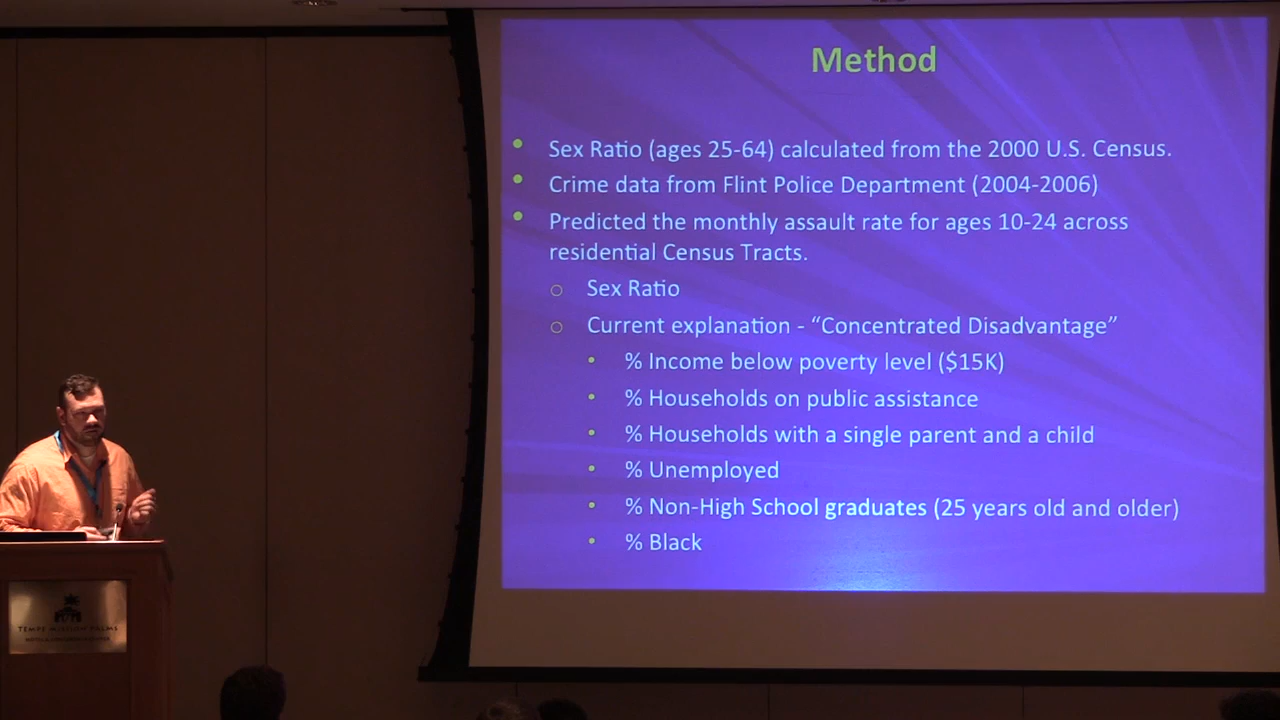 Method
• Sex Ratio (ages 25-64) calculated from the 2000 U.S. Census.
• Crime data from Flint Police Department (2004-2006)
• Predicted the monthly assault rate for ages 10-24 across
residential Census Tracts.
○ Sex Ratio
○ Current explanation - “Concentrated Disadvantage”
• % Income below poverty level ($15K)
• % Households on public assistance
• % Households with a single parent and a child
• % Unemployed
• % Non-High School graduates (25 years old and older)
• % Black
TEMPE MISSION PALMS